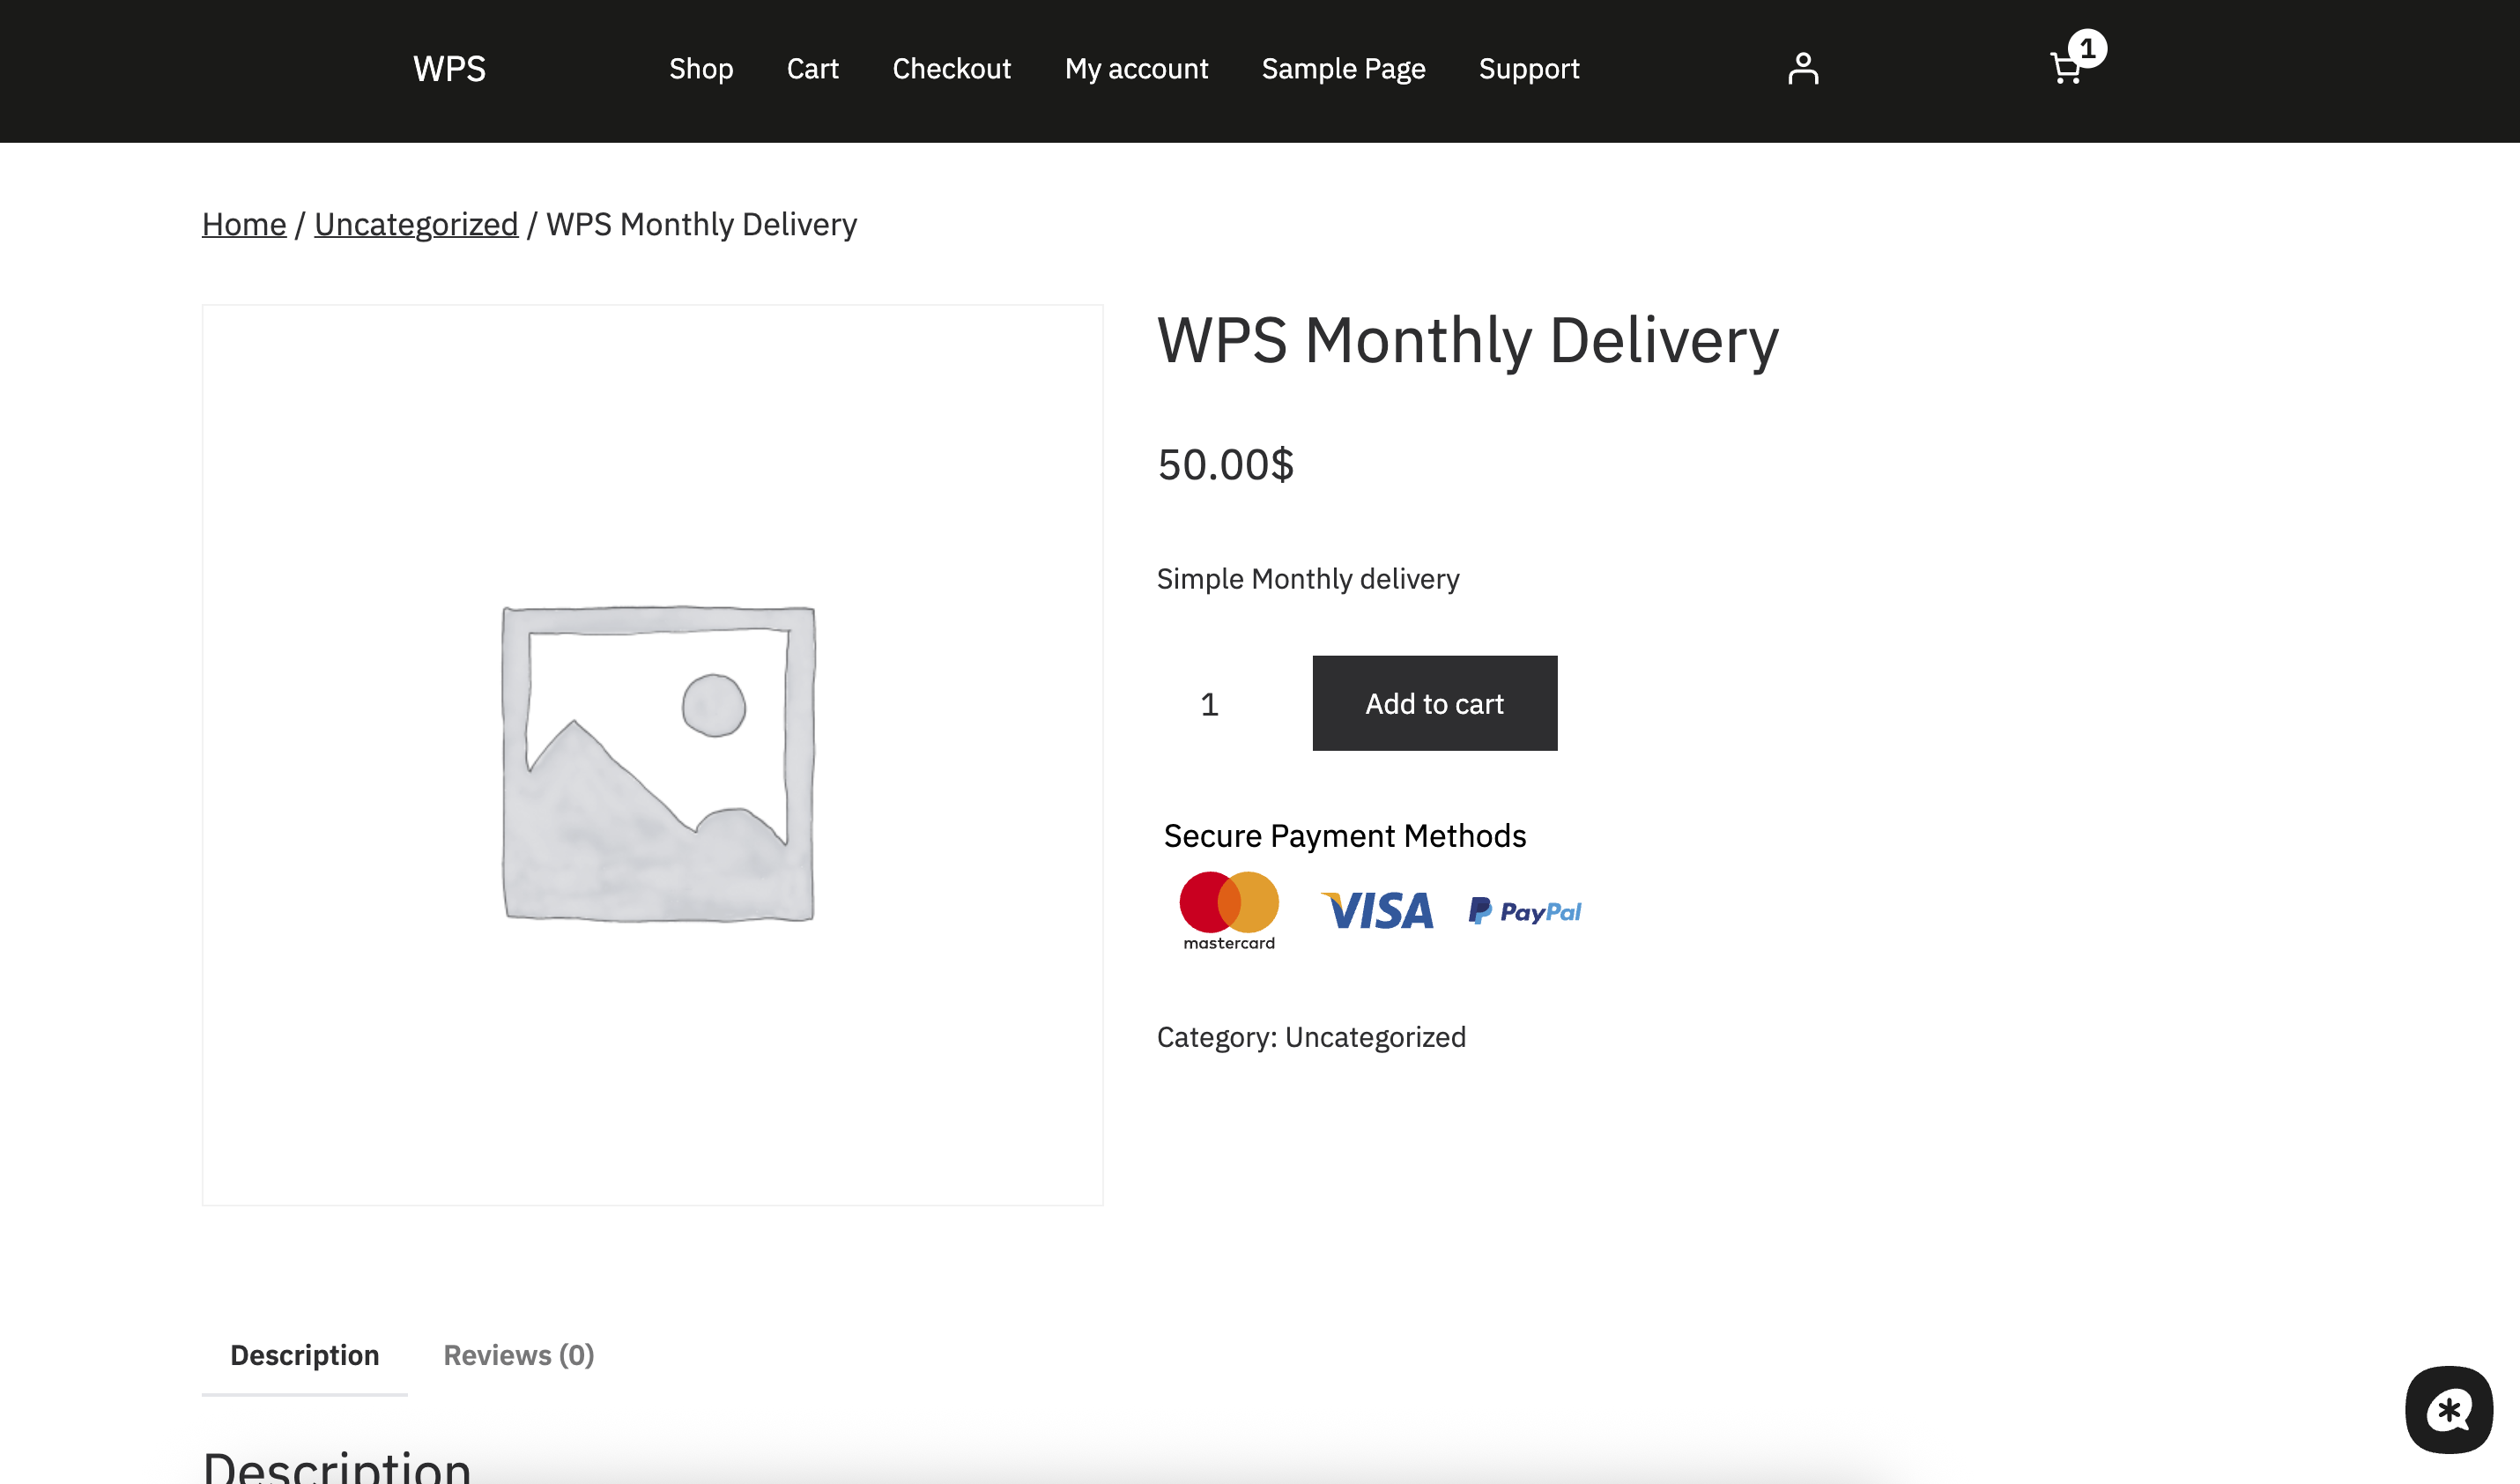 WPS Shop Cart Checkout My account Sample Page Support 1
Home / Uncategorized / WPS Monthly Delivery
WPS Monthly Delivery
50.00$
Simple Monthly delivery
1 Add to cart
Secure Payment Methods
mastercard VISA PayPal
Category: Uncategorized
Description Reviews (0)
Description